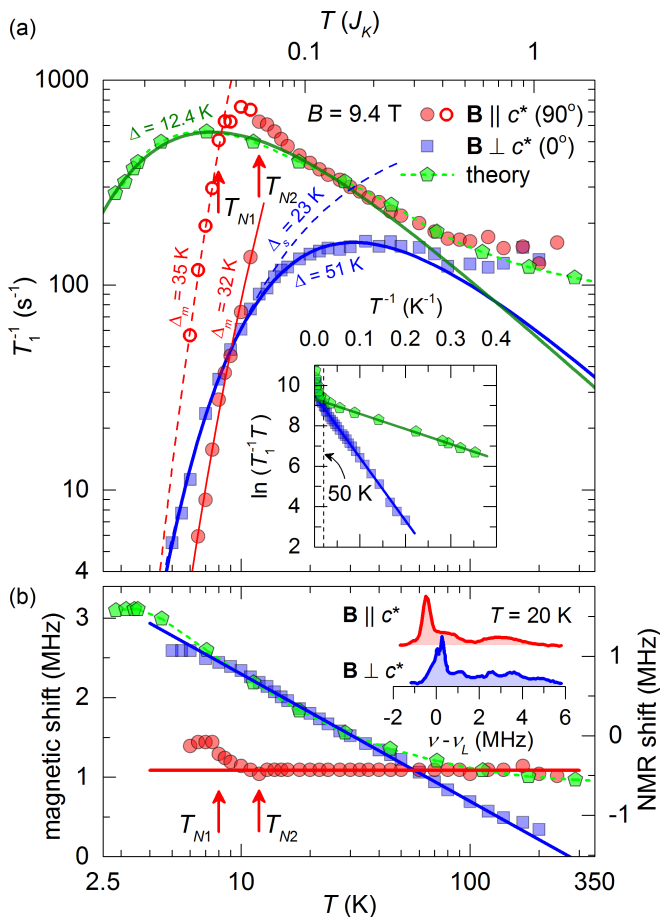 T (J_K)
(a)
0.1
1
1000
Δ = 12.4 K
B = 9.4 T
B || c* (90°)
B ⊥ c* (0°)
theory
T_N1
T_N2
Δ_s = 23 K
Δ_m = 35 K
Δ_m = 32 K
Δ = 51 K
100
T_1^-1 (s^-1)
T^-1 (K^-1)
0.0 0.1 0.2 0.3 0.4
10
8
6
4
2
ln (T_1^-1 T)
50 K
10
4
(b)
3
2
1
0
magnetic shift (MHz)
B || c*
T = 20 K
B ⊥ c*
-2 0 2 4 6
ν - ν_L (MHz)
1
0
-1
NMR shift (MHz)
T_N1
T_N2
2.5 10 100 350
T (K)